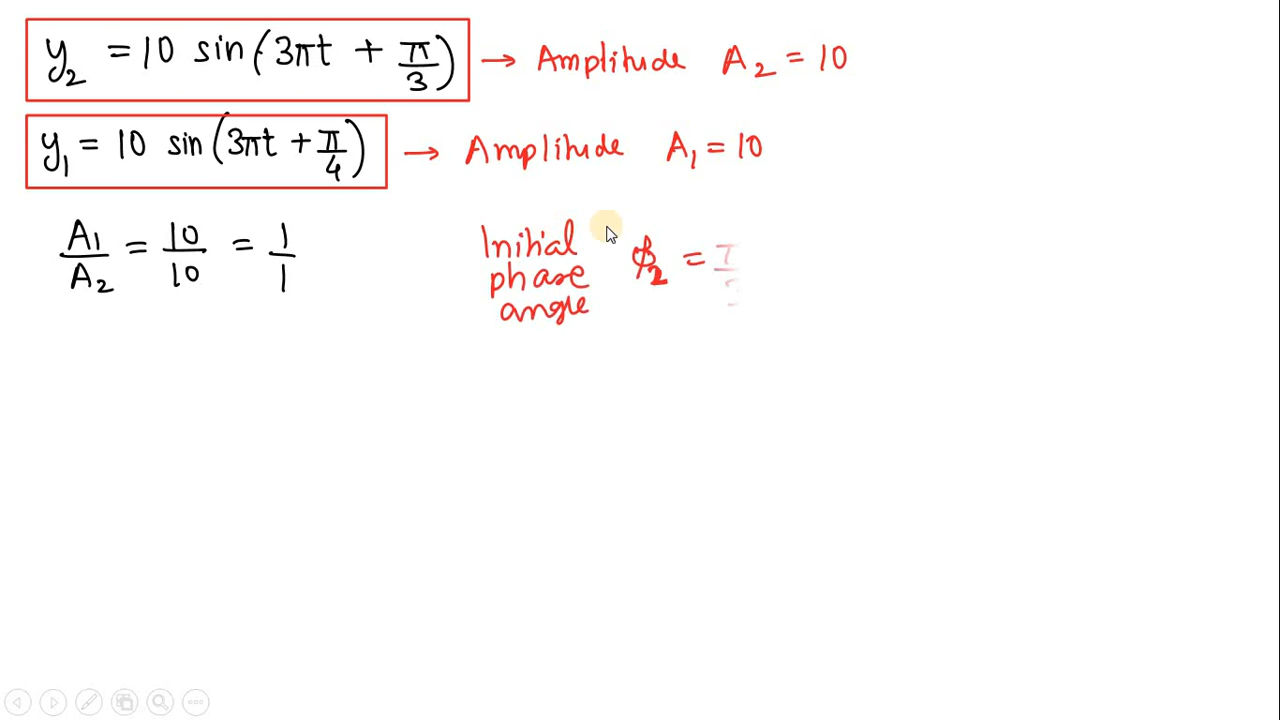 y₂ = 10 sin(3πt + π/3) → Amplitude A₂ = 10
y₁ = 10 sin(3πt + π/4) → Amplitude A₁ = 10
A₁/A₂ = 10/10 = 1/1
Initial phase angle ϕ₂ =